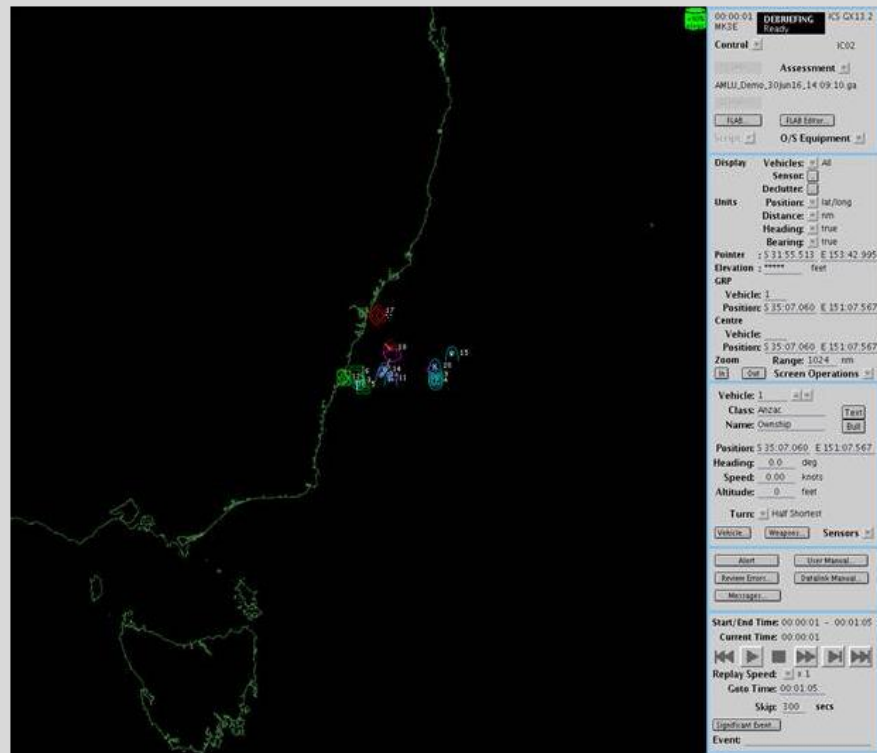 00:00:01 DEBRIEFING ICS GX13.2
MK3E Ready
Control IC02
Assessment
AMLU_Demo_30Jun16_14:09:10.ga
FLAB... FLAB Editor...
Script O/S Equipment
Display Vehicles: All
Sensor:
Declutter:
Units Position: lat/long
Distance: nm
Heading: true
Bearing: true
Pointer : S 31:55.513 E 153:42.995
Elevation : ***** feet
GRP
Vehicle: 1
Position: S 35:07.060 E 151:07.567
Centre
Vehicle:
Position: S 35:07.060 E 151:07.567
Zoom Range: 1024 nm
In Out Screen Operations
Vehicle: 1
Class: Anzac Text
Name: Ownship Bull
Position: S 35:07.060 E 151:07.567
Heading: 0.0 deg
Speed: 0.00 knots
Altitude: 0 feet
Turn: Half Shortest
Vehicle... Weapons... Sensors
Alert User Manual...
Review Errors... Datalink Manual...
Messages...
Start/End Time: 00:00:01 - 00:01:05
Current Time: 00:00:01
Replay Speed: x 1
Goto Time: 00:01:05
Skip: 300 secs
Significant Event...
Event:
17
18
15
14
11
6